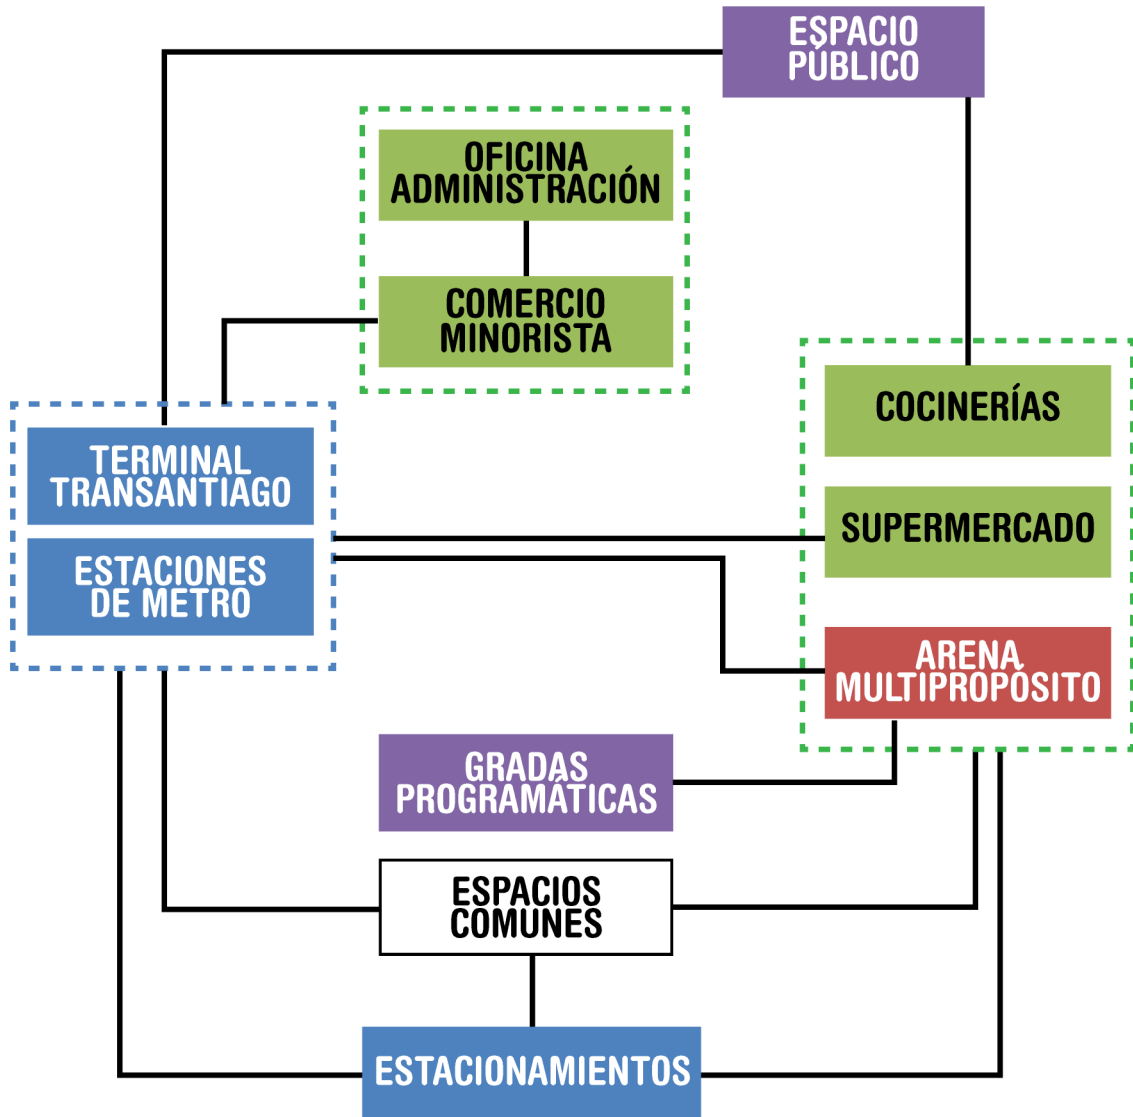 ESPACIO
PÚBLICO
OFICINA
ADMINISTRACIÓN
COMERCIO
MINORISTA
COCINERÍAS
TERMINAL
TRANSANTIAGO
SUPERMERCADO
ESTACIONES
DE METRO
ARENA
MULTIPROPÓSITO
GRADAS
PROGRAMÁTICAS
ESPACIOS
COMUNES
ESTACIONAMIENTOS